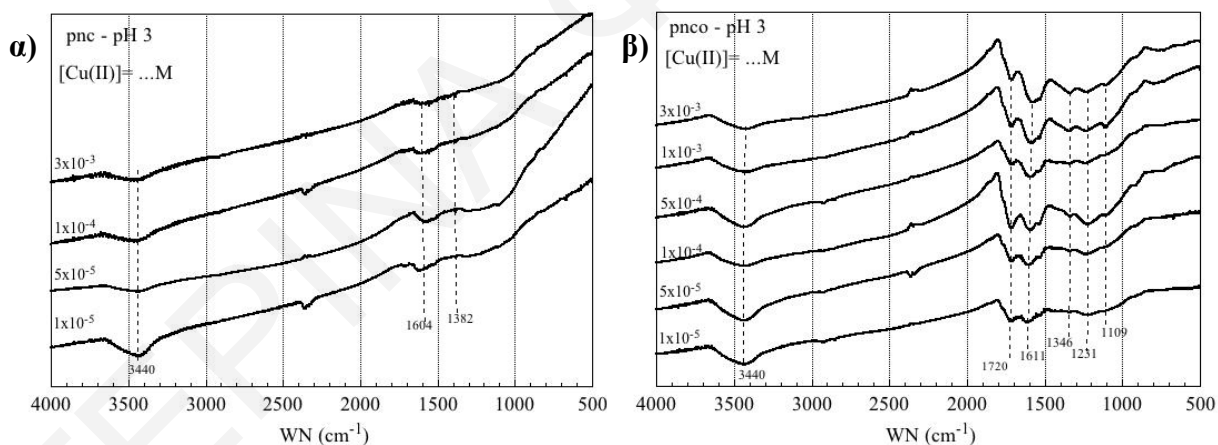 α)
pnc - pH 3
[Cu(II)]= ...M
3x10-3
1x10-4
5x10-5
1x10-5
3440
1604
1382
4000 3500 3000 2500 2000 1500 1000 500
WN (cm-1)
β)
pnco - pH 3
[Cu(II)]= ...M
3x10-3
1x10-3
5x10-4
1x10-4
5x10-5
1x10-5
3440
1720
1611
1346
1231
1109
4000 3500 3000 2500 2000 1500 1000 500
WN (cm-1)